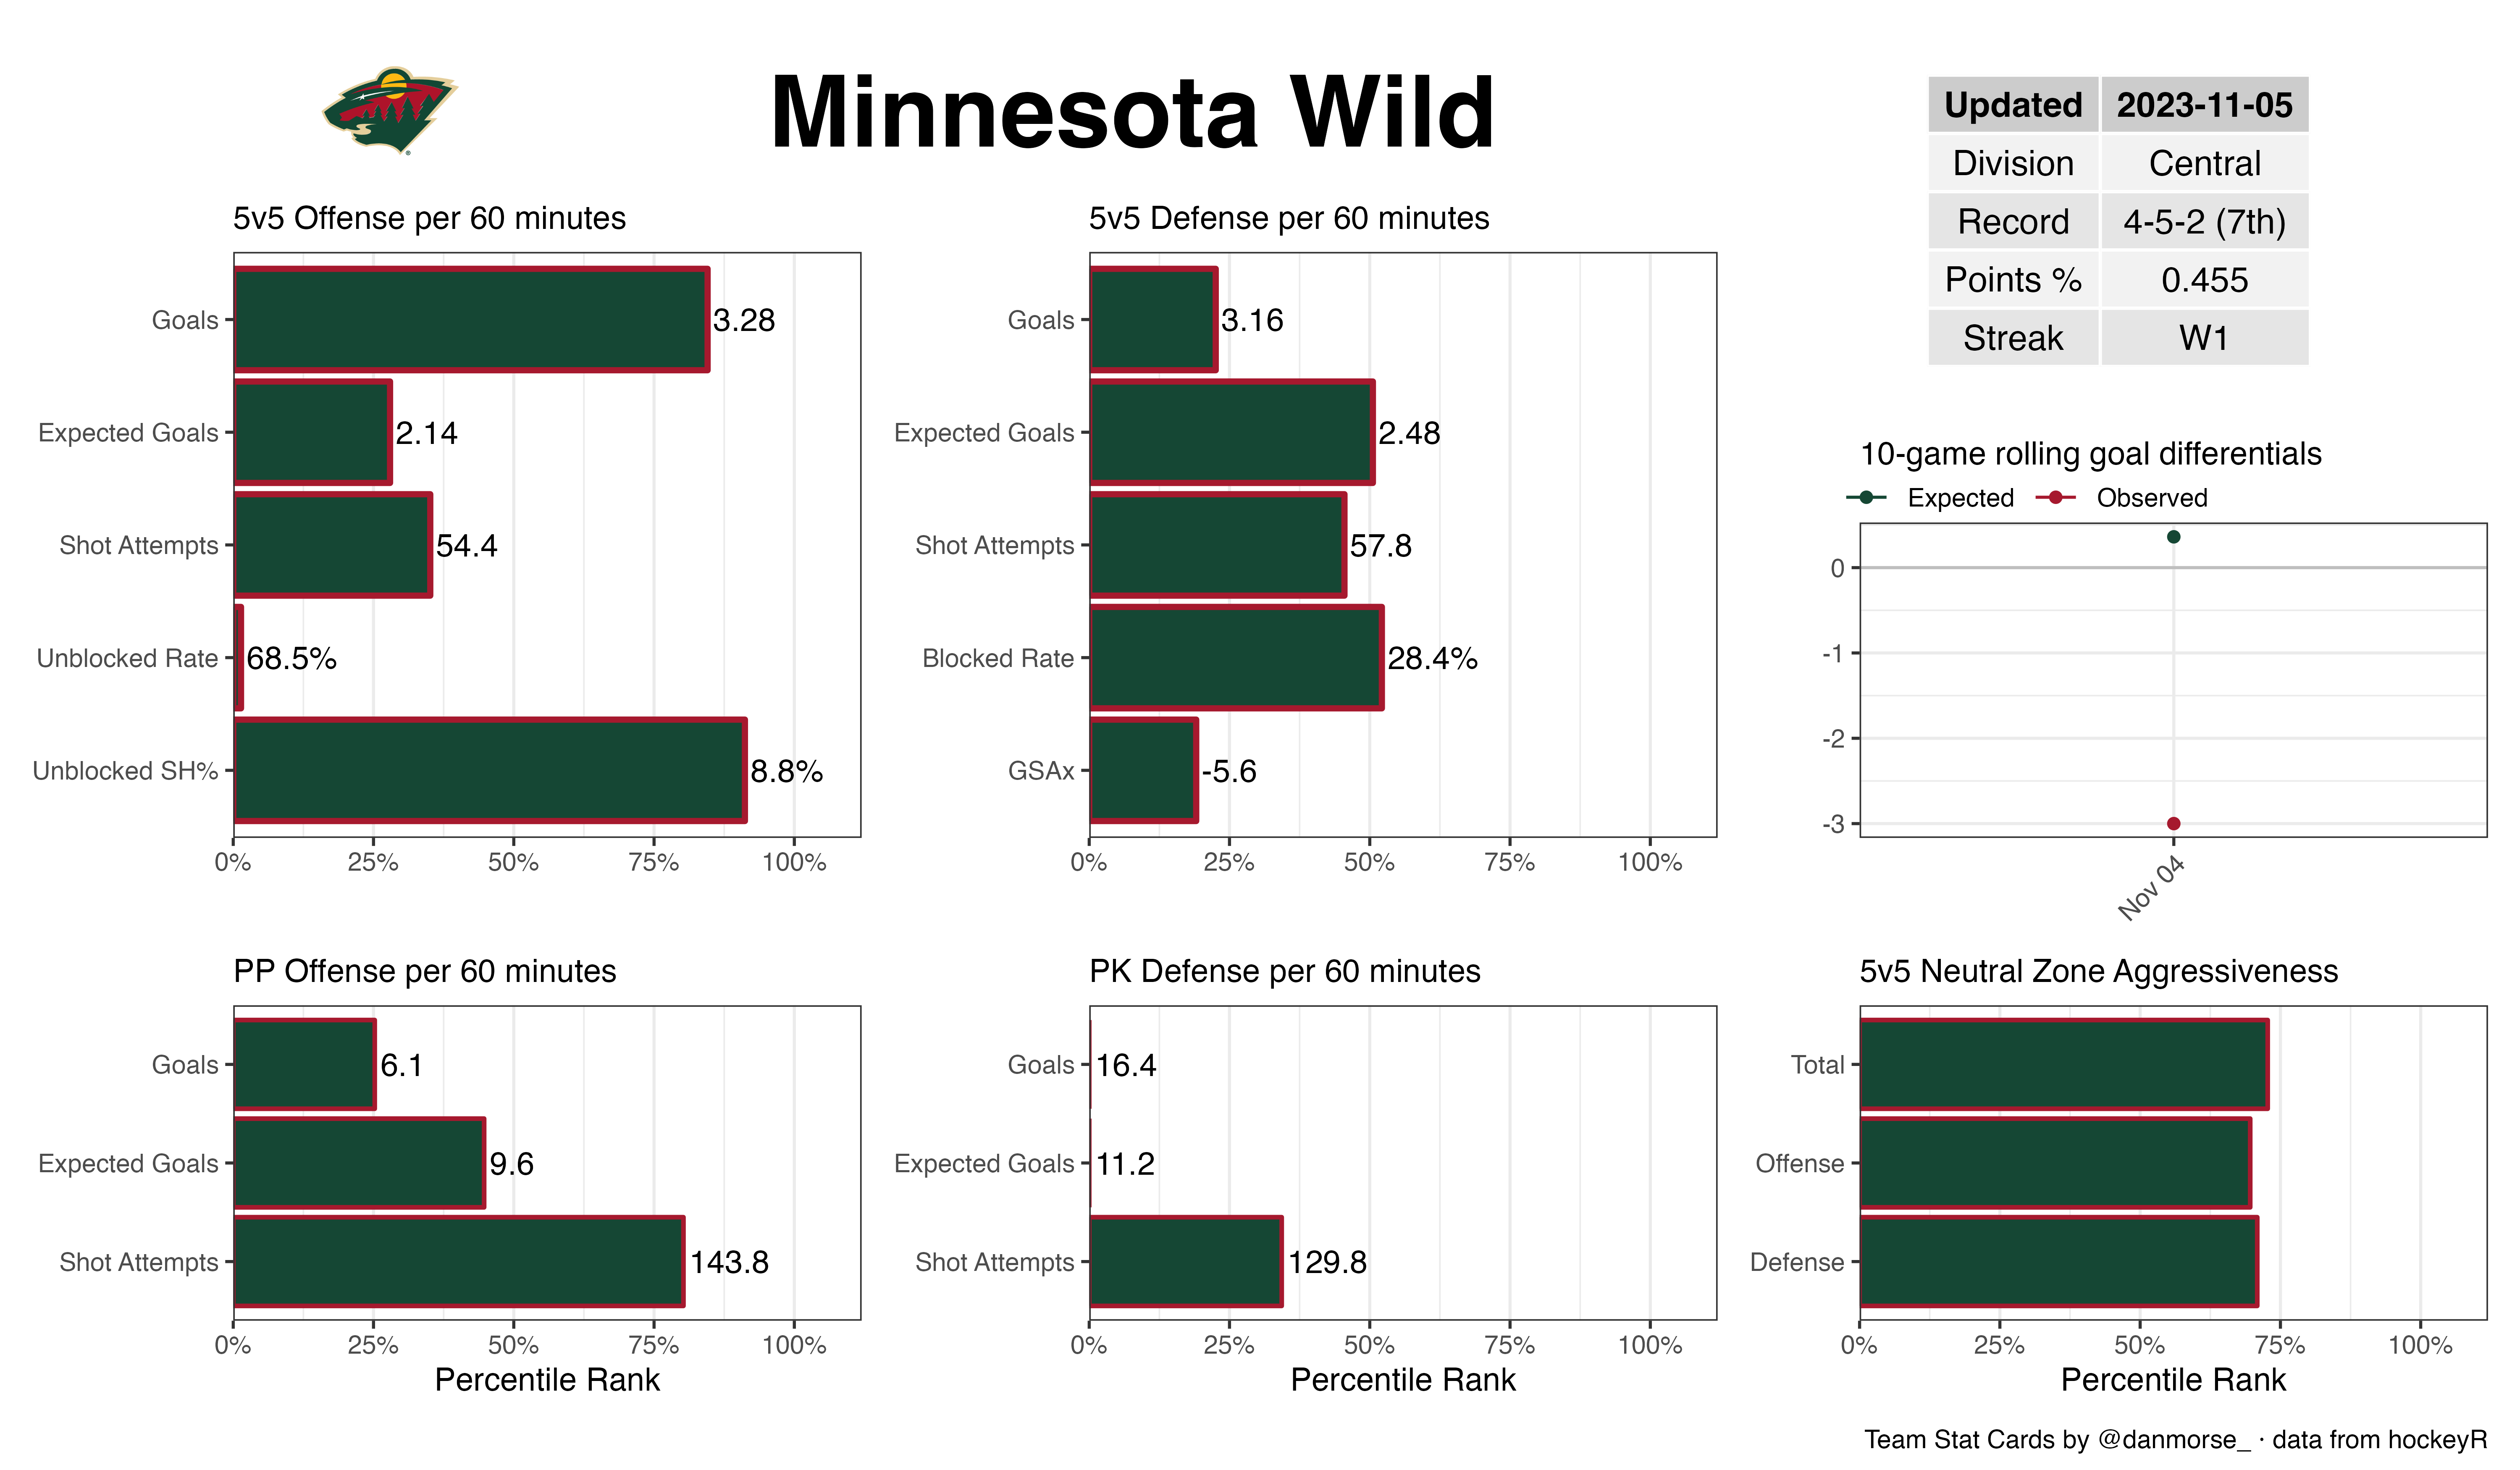 Minnesota Wild
Updated 2023-11-05
Division Central
Record 4-5-2 (7th)
Points % 0.455
Streak W1
5v5 Offense per 60 minutes
Goals 3.28
Expected Goals 2.14
Shot Attempts 54.4
Unblocked Rate 68.5%
Unblocked SH% 8.8%
0% 25% 50% 75% 100%
5v5 Defense per 60 minutes
Goals 3.16
Expected Goals 2.48
Shot Attempts 57.8
Blocked Rate 28.4%
GSAx -5.6
0% 25% 50% 75% 100%
10-game rolling goal differentials
Expected Observed
0
-1
-2
-3
Nov 04
PP Offense per 60 minutes
Goals 6.1
Expected Goals 9.6
Shot Attempts 143.8
0% 25% 50% 75% 100%
Percentile Rank
PK Defense per 60 minutes
Goals 16.4
Expected Goals 11.2
Shot Attempts 129.8
0% 25% 50% 75% 100%
Percentile Rank
5v5 Neutral Zone Aggressiveness
Total
Offense
Defense
0% 25% 50% 75% 100%
Percentile Rank
Team Stat Cards by @danmorse_ · data from hockeyR